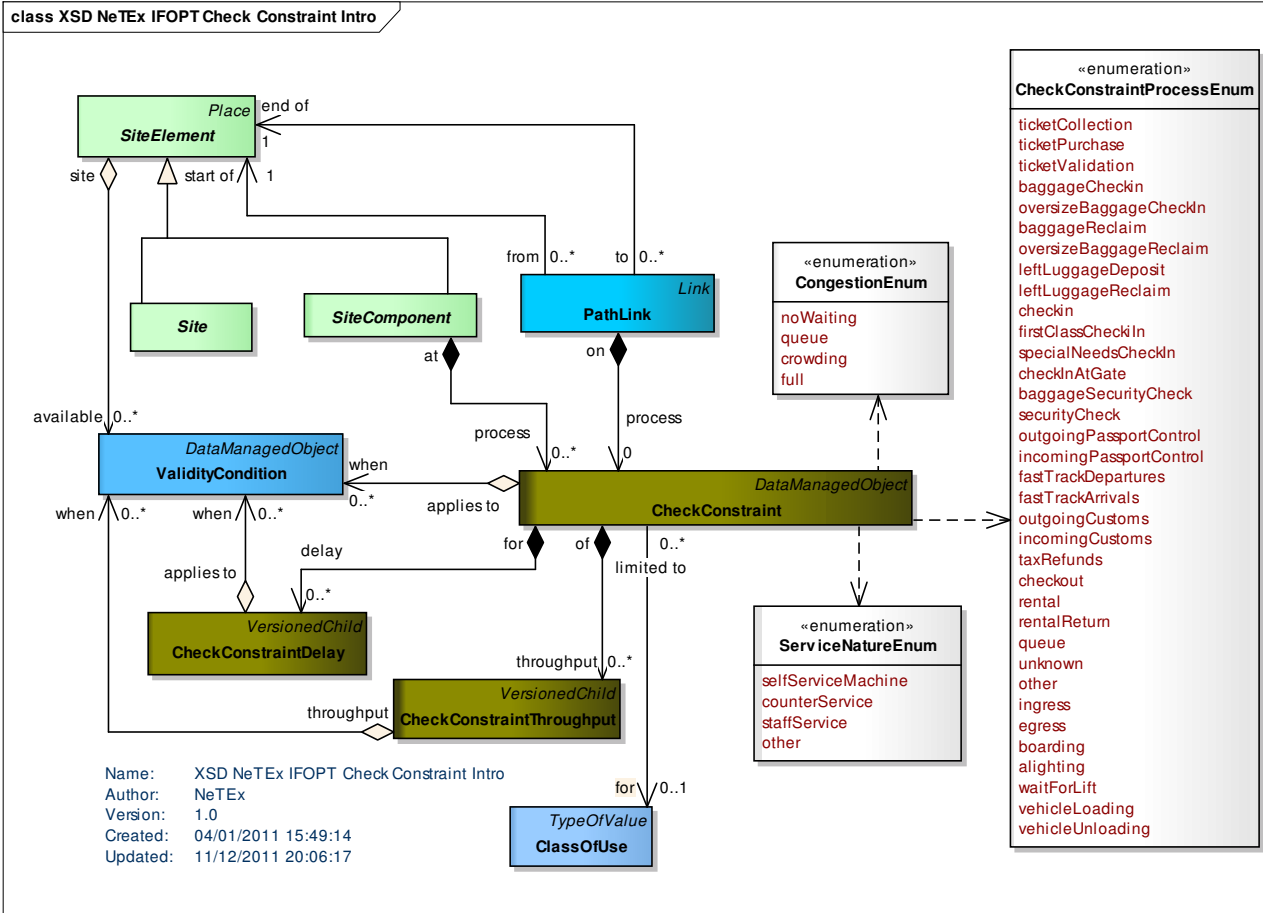 class XSD NeTEx IFOPT Check Constraint Intro
«enumeration»
CheckConstraintProcessEnum
ticketCollection
ticketPurchase
ticketValidation
baggageCheckin
oversizeBaggageCheckIn
baggageReclaim
oversizeBaggageReclaim
leftLuggageDeposit
leftLuggageReclaim
checkin
firstClassCheckiIn
specialNeedsCheckIn
checkInAtGate
baggageSecurityCheck
securityCheck
outgoingPassportControl
incomingPassportControl
fastTrackDepartures
fastTrackArrivals
outgoingCustoms
incomingCustoms
taxRefunds
checkout
rental
rentalReturn
queue
unknown
other
ingress
egress
boarding
alighting
waitForLift
vehicleLoading
vehicleUnloading
Place
SiteElement
end of
1
site
start of
1
from 0..*
to 0..*
Link
PathLink
Site
SiteComponent
at
on
«enumeration»
CongestionEnum
noWaiting
queue
crowding
full
available 0..*
process
0..*
process
0
DataManagedObject
ValidityCondition
when
0..*
applies to
DataManagedObject
CheckConstraint
when 0..*
when 0..*
for
of
0..*
limited to
delay
0..*
applies to
VersionedChild
CheckConstraintDelay
«enumeration»
ServiceNatureEnum
selfServiceMachine
counterService
staffService
other
throughput 0..*
VersionedChild
CheckConstraintThroughput
throughput
for 0..1
TypeOfValue
ClassOfUse
Name: XSD NeTEx IFOPT Check Constraint Intro
Author: NeTEx
Version: 1.0
Created: 04/01/2011 15:49:14
Updated: 11/12/2011 20:06:17